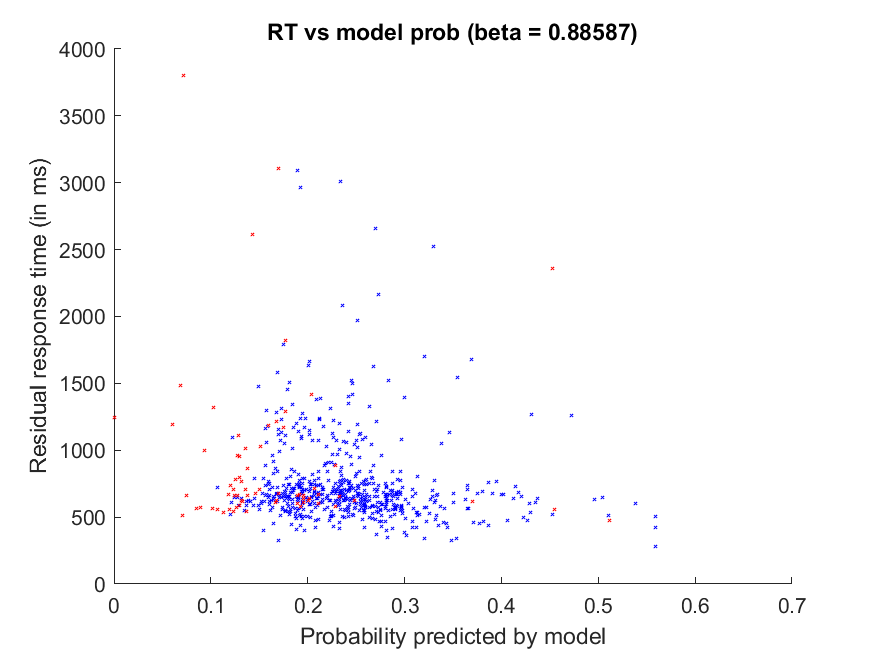 RT vs model prob (beta = 0.88587)
4000
3500
3000
2500
2000
1500
1000
500
0
Residual response time (in ms)
0 0.1 0.2 0.3 0.4 0.5 0.6 0.7
Probability predicted by model